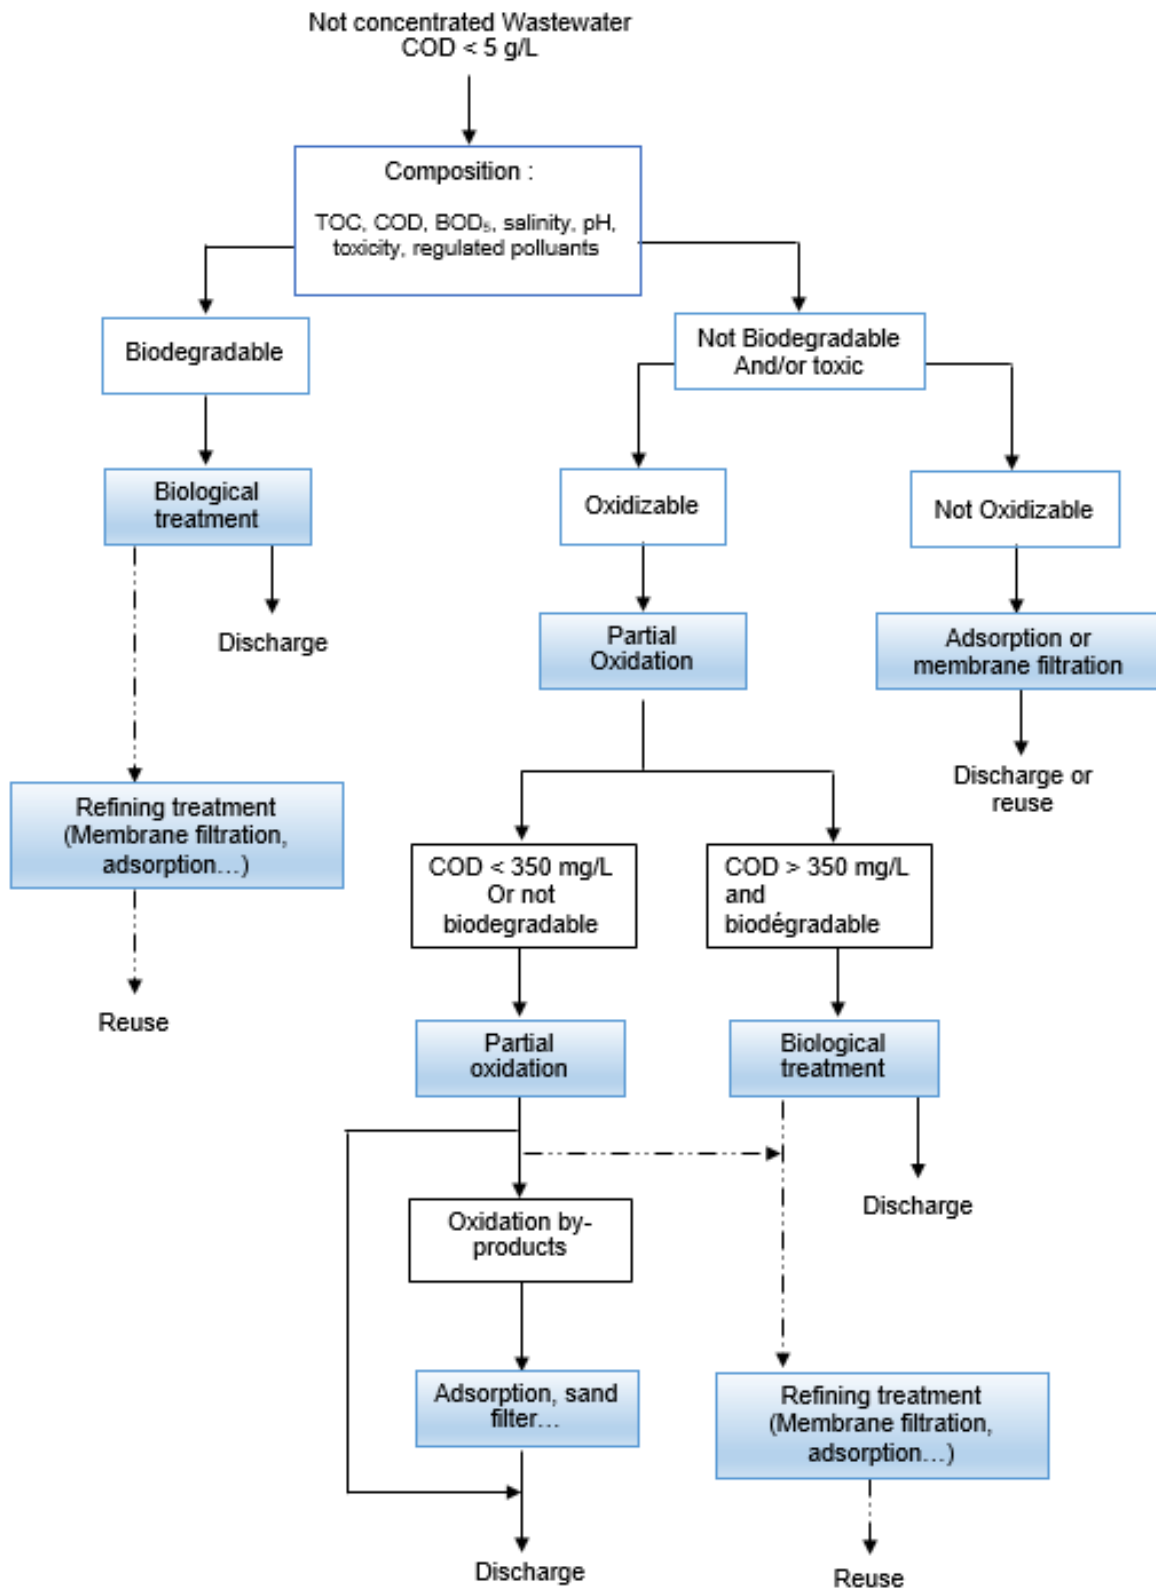 Not concentrated Wastewater
COD < 5 g/L
Composition :
TOC, COD, BOD₅, salinity, pH,
toxicity, regulated polluants
Biodegradable
Not Biodegradable
And/or toxic
Biological
treatment
Oxidizable
Not Oxidizable
Discharge
Partial
Oxidation
Adsorption or
membrane filtration
Refining treatment
(Membrane filtration,
adsorption…)
Discharge or
reuse
COD < 350 mg/L
Or not
biodegradable
COD > 350 mg/L
and
biodégradable
Reuse
Partial
oxidation
Biological
treatment
Oxidation by-
products
Discharge
Adsorption, sand
filter…
Refining treatment
(Membrane filtration,
adsorption…)
Discharge
Reuse